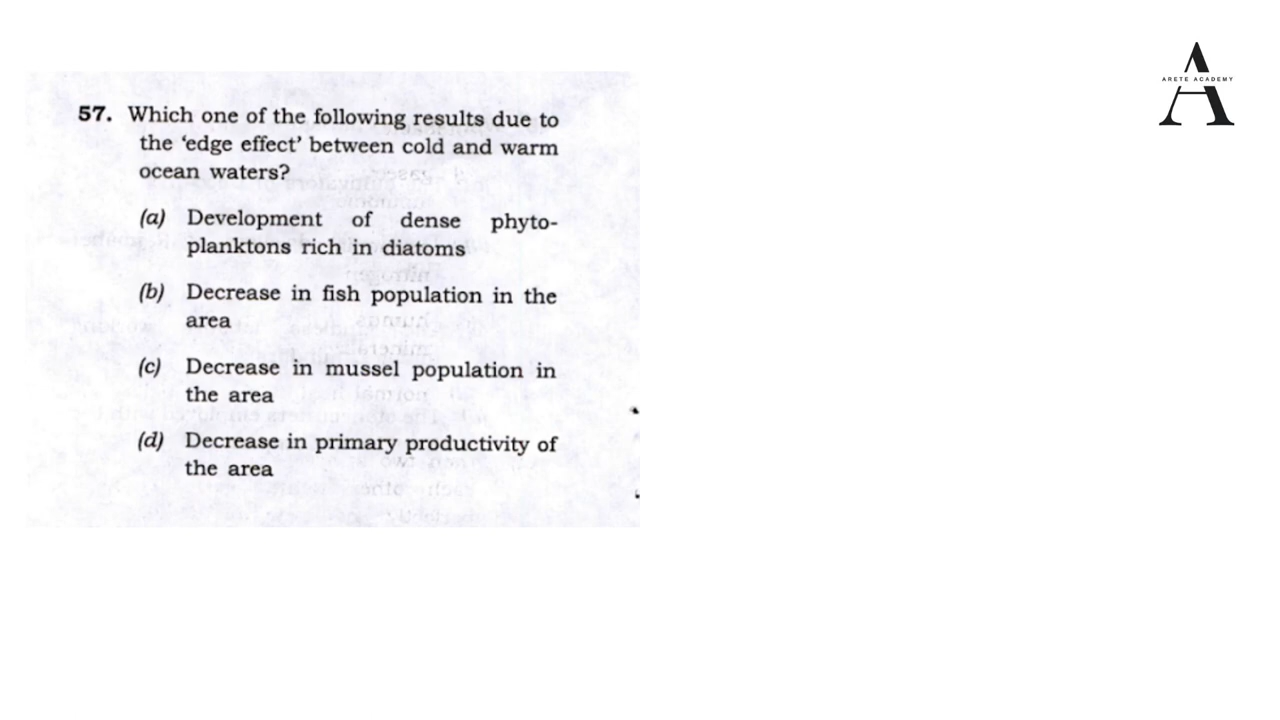 ARETE ACADEMY
57. Which one of the following results due to
the ‘edge effect’ between cold and warm
ocean waters?
(a) Development of dense phyto-
planktons rich in diatoms
(b) Decrease in fish population in the
area
(c) Decrease in mussel population in
the area
(d) Decrease in primary productivity of
the area